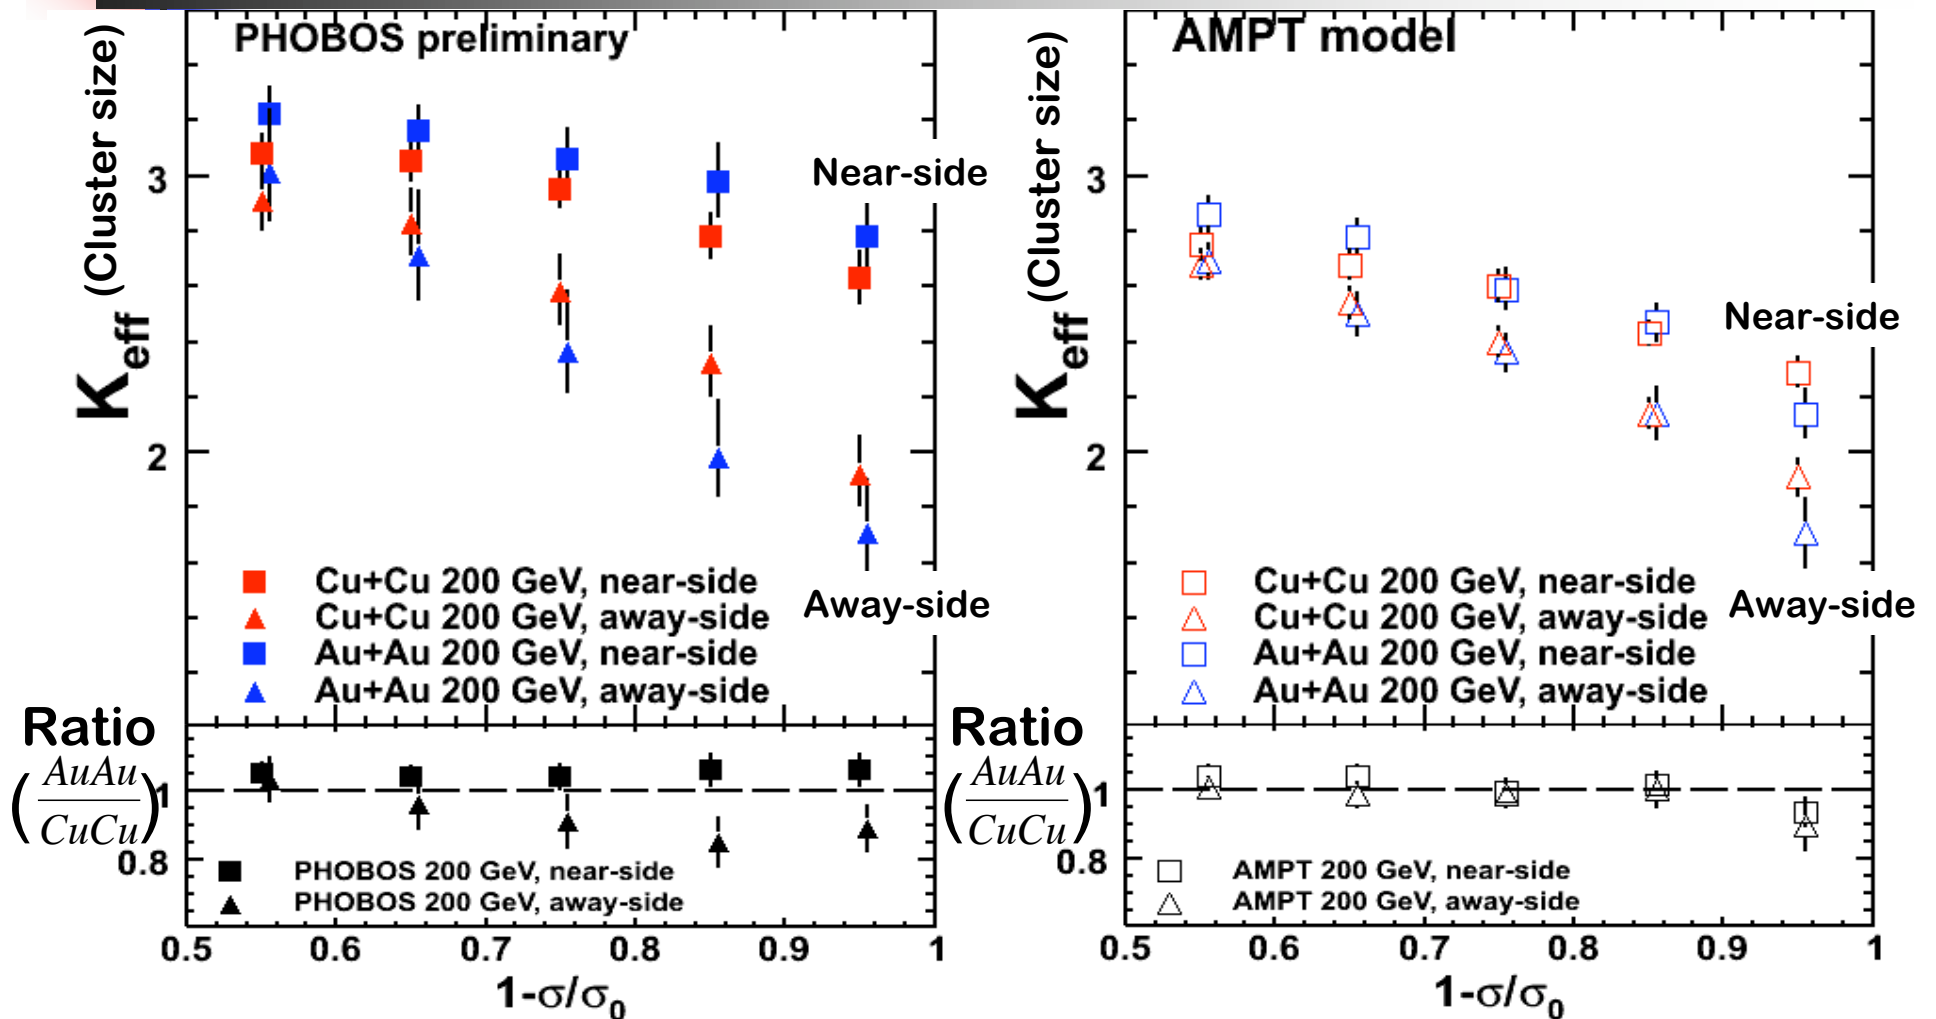 PHOBOS preliminary
K_eff (Cluster size)
3
2
Near-side
Away-side
Cu+Cu 200 GeV, near-side
Cu+Cu 200 GeV, away-side
Au+Au 200 GeV, near-side
Au+Au 200 GeV, away-side
Ratio
(AuAu/CuCu)
1
0.8
PHOBOS 200 GeV, near-side
PHOBOS 200 GeV, away-side
0.5 0.6 0.7 0.8 0.9 1
1-σ/σ₀
AMPT model
K_eff (Cluster size)
3
2
Near-side
Away-side
Cu+Cu 200 GeV, near-side
Cu+Cu 200 GeV, away-side
Au+Au 200 GeV, near-side
Au+Au 200 GeV, away-side
Ratio
(AuAu/CuCu)
1
0.8
AMPT 200 GeV, near-side
AMPT 200 GeV, away-side
0.5 0.6 0.7 0.8 0.9 1
1-σ/σ₀